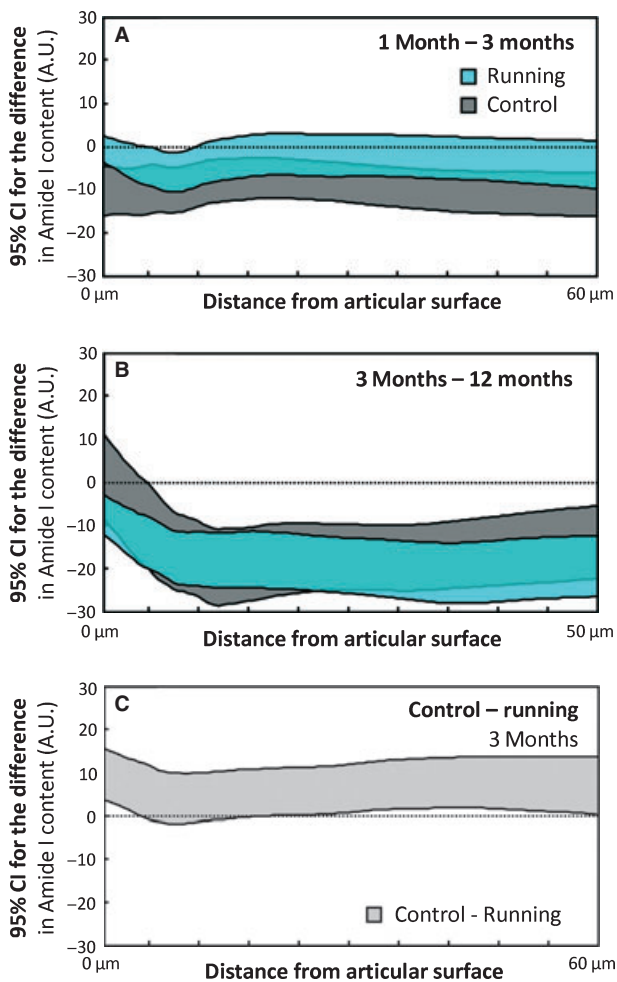 95% CI for the difference
in Amide I content (A.U.)
A
1 Month – 3 months
Running
Control
30
20
10
0
–10
–20
–30
0 µm
Distance from articular surface
60 µm
95% CI for the difference
in Amide I content (A.U.)
B
3 Months – 12 months
30
20
10
0
–10
–20
–30
0 µm
Distance from articular surface
50 µm
95% CI for the difference
in Amide I content (A.U.)
C
Control – running
3 Months
30
20
10
0
–10
–20
–30
Control - Running
0 µm
Distance from articular surface
60 µm